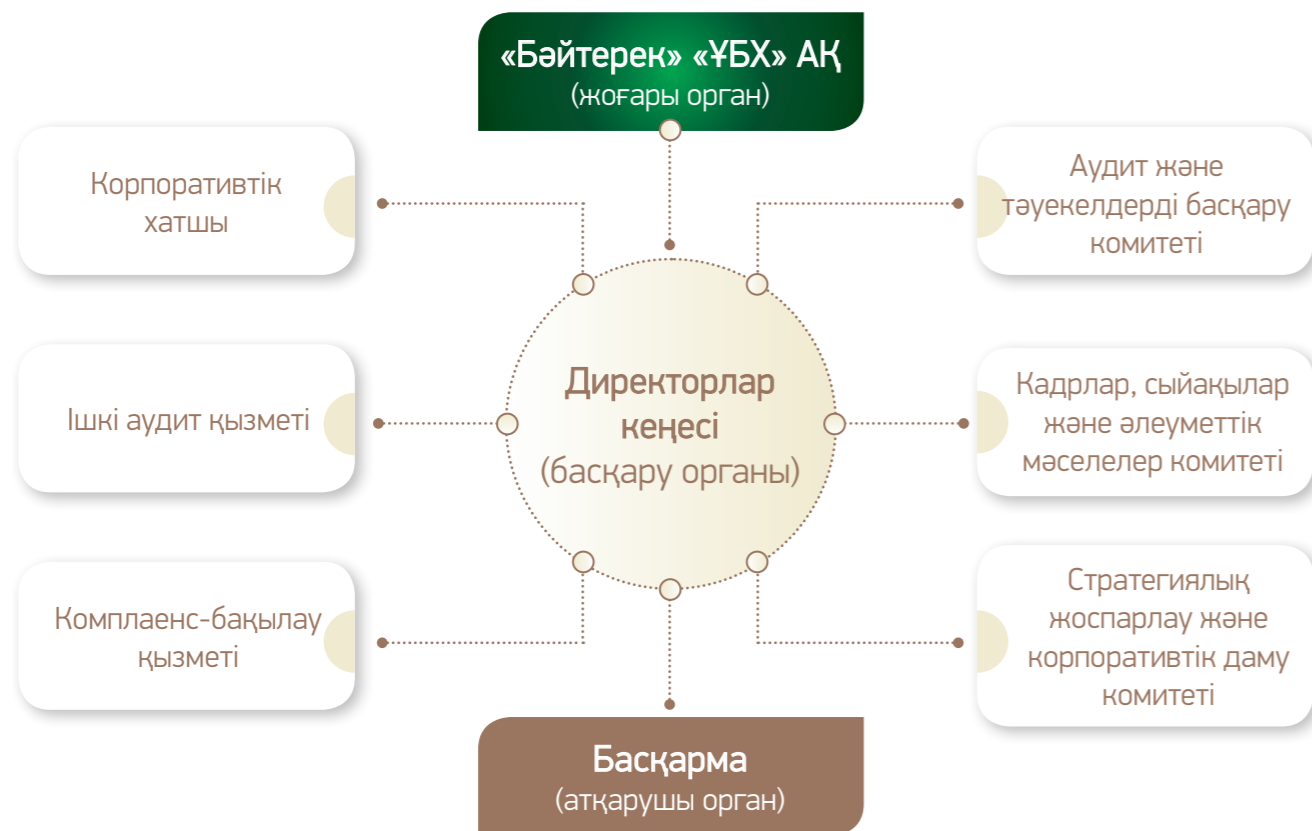 «Бәйтерек» «ҰБХ» АҚ
(жоғары орган)
Корпоративтік
хатшы
Аудит және
тәуекелдерді басқару
комитеті
Ішкі аудит қызметі
Директорлар
кеңесі
(басқару органы)
Кадрлар, сыйақылар
және әлеуметтік
мәселелер комитеті
Комплаенс-бақылау
қызметі
Стратегиялық
жоспарлау және
корпоративтік даму
комитеті
Басқарма
(атқарушы орган)